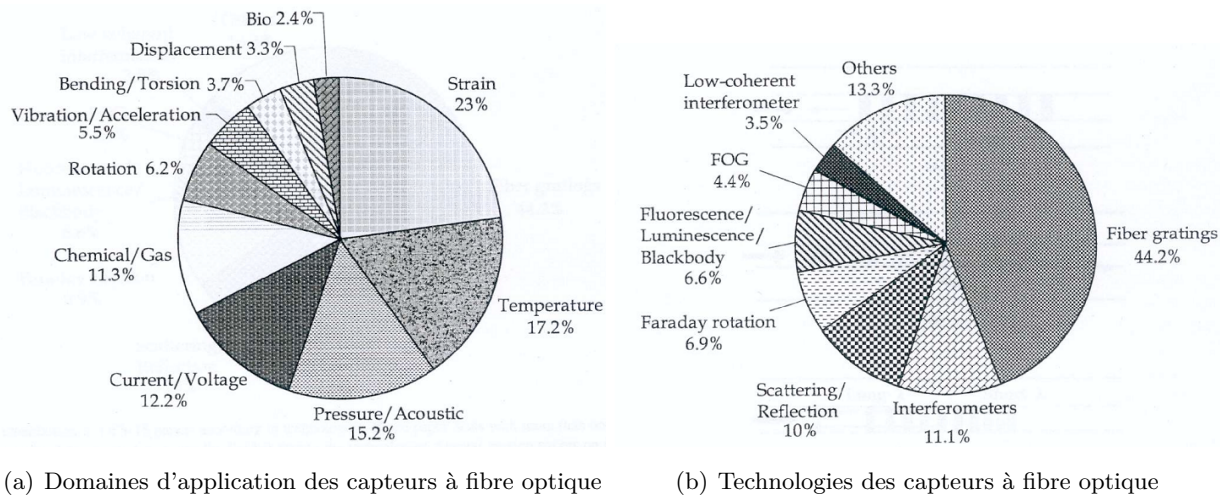 Bio 2.4%
Displacement 3.3%
Bending/Torsion 3.7%
Vibration/Acceleration
5.5%
Rotation 6.2%
Chemical/Gas
11.3%
Current/Voltage
12.2%
Pressure/Acoustic
15.2%
Temperature
17.2%
Strain
23%
(a) Domaines d'application des capteurs à fibre optique
Others
13.3%
Low-coherent
interferometer
3.5%
FOG
4.4%
Fluorescence/
Luminescence/
Blackbody
6.6%
Faraday rotation
6.9%
Scattering/
Reflection
10%
Interferometers
11.1%
Fiber gratings
44.2%
(b) Technologies des capteurs à fibre optique